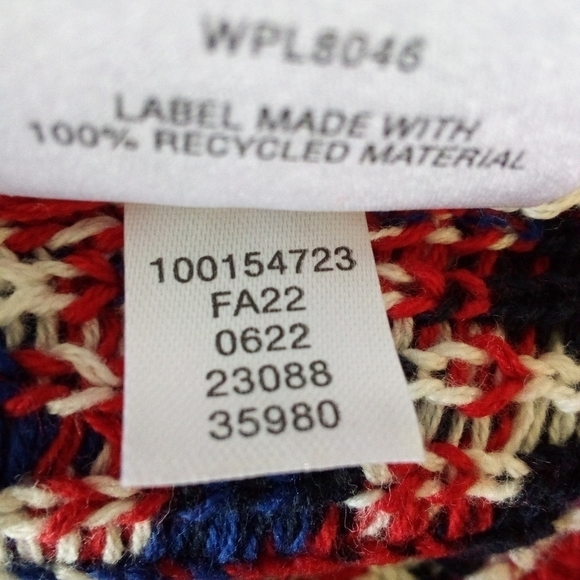 WPL8046
LABEL MADE WITH
100% RECYCLED MATERIAL
100154723
FA22
0622
23088
35980